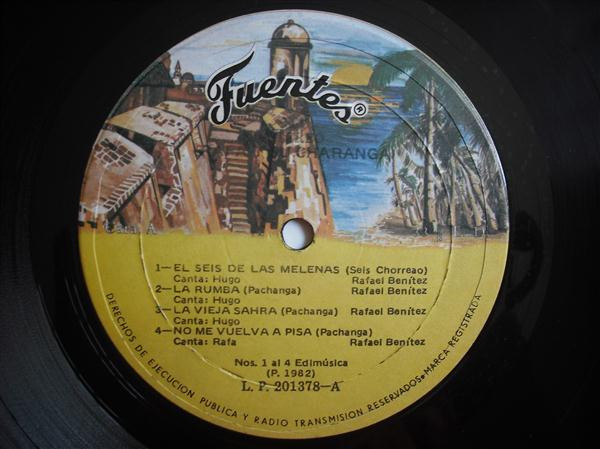 Fuentes®
CHARANGA
Cara A
1—EL SEIS DE LAS MELENAS (Seis Chorreao)
Canta: Hugo Rafael Benítez
2—LA RUMBA (Pachanga) Rafael Benítez
Canta: Hugo
3—LA VIEJA SAHRA (Pachanga) Rafael Benítez
Canta: Hugo
4—NO ME VUELVA A PISA (Pachanga)
Canta: Rafa Rafael Benítez
Nos. 1 al 4 Edimúsica
(P. 1982)
L. P. 201378—A
DERECHOS DE EJECUCION PUBLICA Y RADIO TRANSMISION RESERVADOS. MARCA REGISTRADA